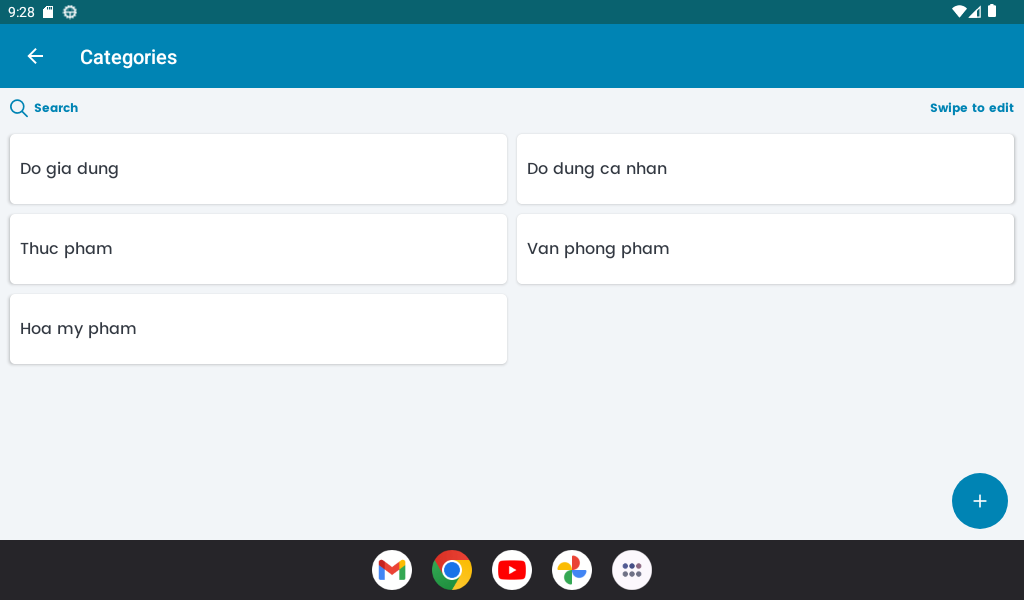 9:28
Categories
Search
Swipe to edit
Do gia dung
Do dung ca nhan
Thuc pham
Van phong pham
Hoa my pham